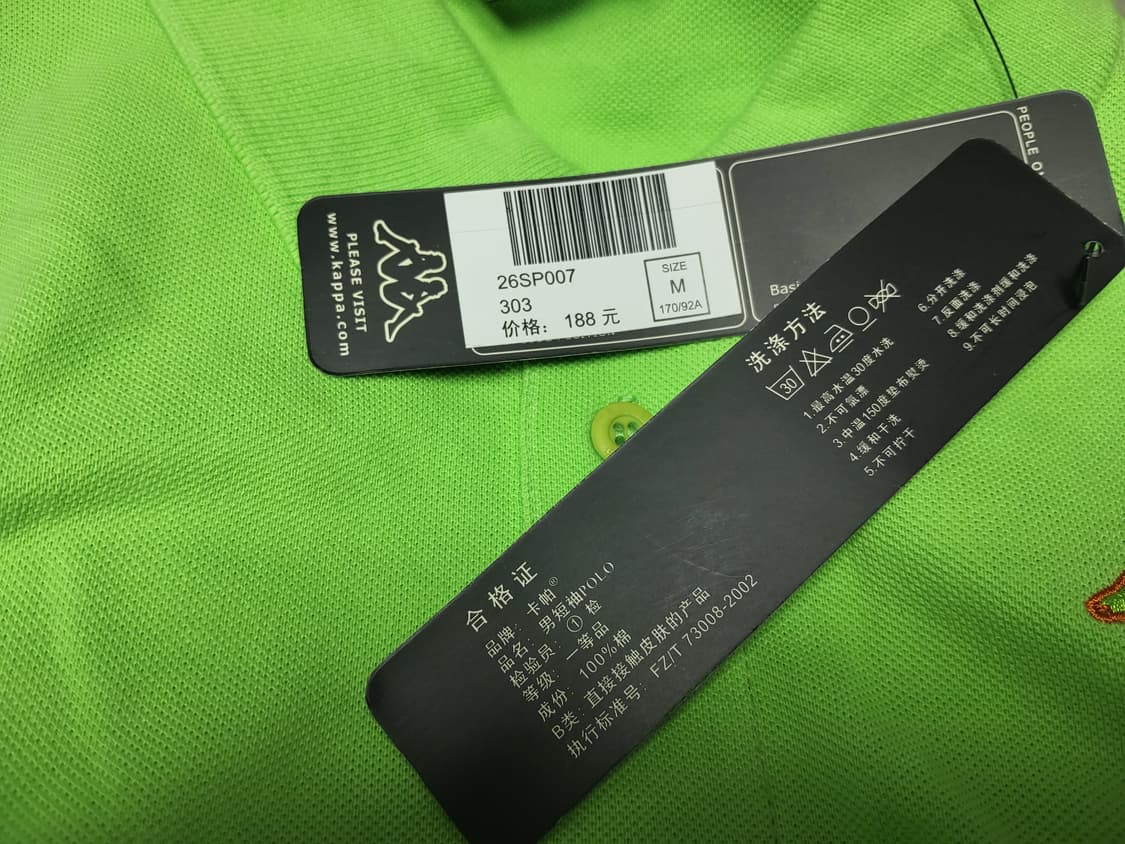 PLEASE VISIT
www.kappa.com
26SP007
303
价格: 188 元
SIZE
M
170/92A
PEOPLE
洗涤方法
30
1.最高水温30度水洗
2.不可氯漂
3.中温150度垫布熨烫
4.缓和干洗
5.不可拧干
6.分开洗涤
7.反面洗涤
8.缓和洗涤剂缓和洗涤
9.不可长时间浸泡
合格证
品牌: 卡帕®
品名: 男短袖POLO
检验员: ① 检
等级: 一等品
成份: 100%棉
B类: 直接接触皮肤的产品
执行标准号: FZ/T 73008-2002